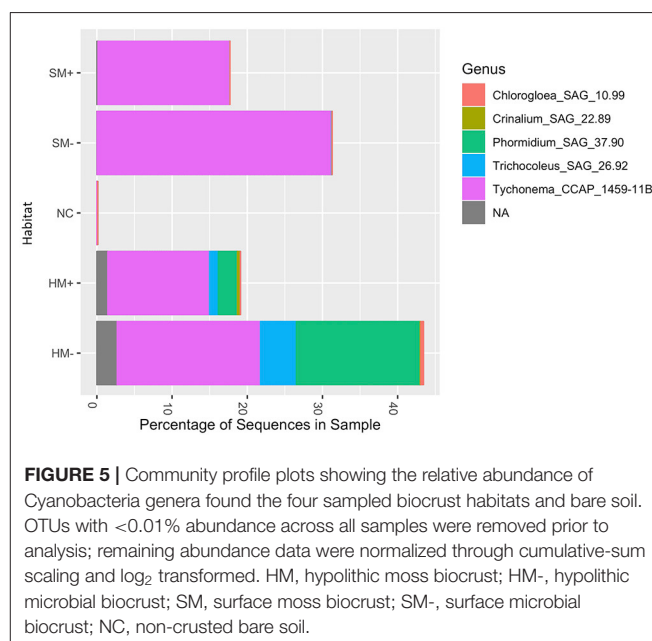 SM+
SM-
NC
HM+
HM-
Habitat
0
10
20
30
40
Percentage of Sequences in Sample
Genus
Chlorogloea_SAG_10.99
Crinalium_SAG_22.89
Phormidium_SAG_37.90
Trichocoleus_SAG_26.92
Tychonema_CCAP_1459-11B
NA
FIGURE 5 | Community profile plots showing the relative abundance of
Cyanobacteria genera found the four sampled biocrust habitats and bare soil.
OTUs with <0.01% abundance across all samples were removed prior to
analysis; remaining abundance data were normalized through cumulative-sum
scaling and log₂ transformed. HM, hypolithic moss biocrust; HM-, hypolithic
microbial biocrust; SM, surface moss biocrust; SM-, surface microbial
biocrust; NC, non-crusted bare soil.